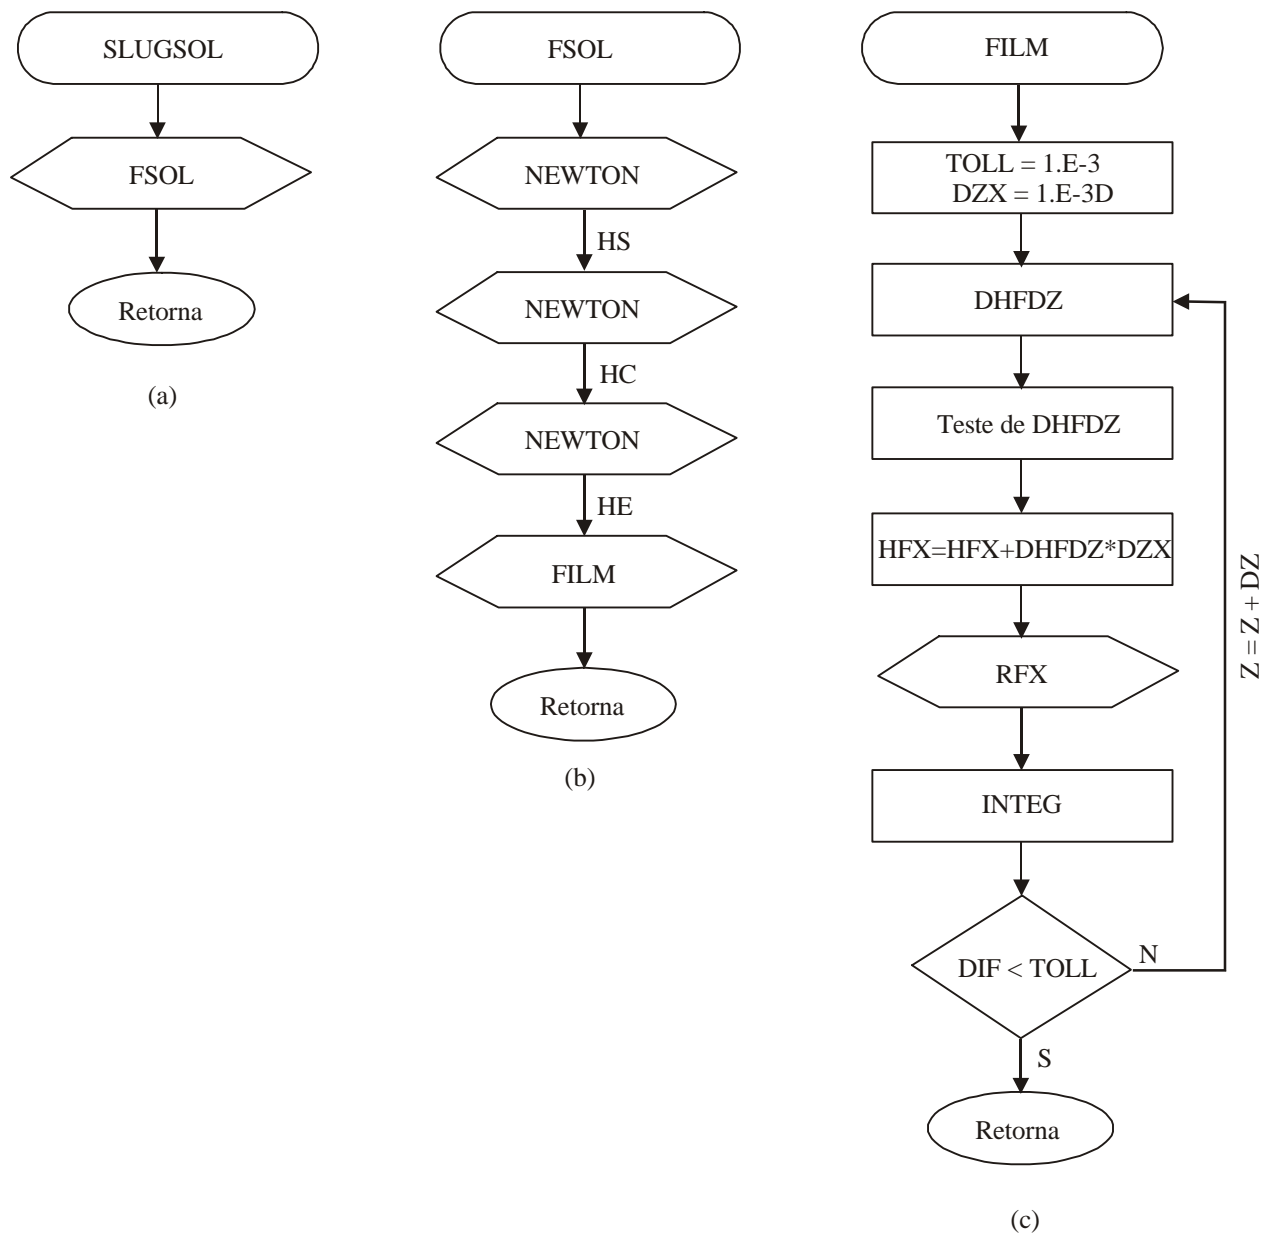 SLUGSOL
FSOL
Retorna
(a)
FSOL
NEWTON
HS
NEWTON
HC
NEWTON
HE
FILM
Retorna
(b)
FILM
TOLL = 1.E-3
DZX = 1.E-3D
DHFDZ
Teste de DHFDZ
HFX=HFX+DHFDZ*DZX
RFX
INTEG
DIF < TOLL
N
Z = Z + DZ
S
Retorna
(c)